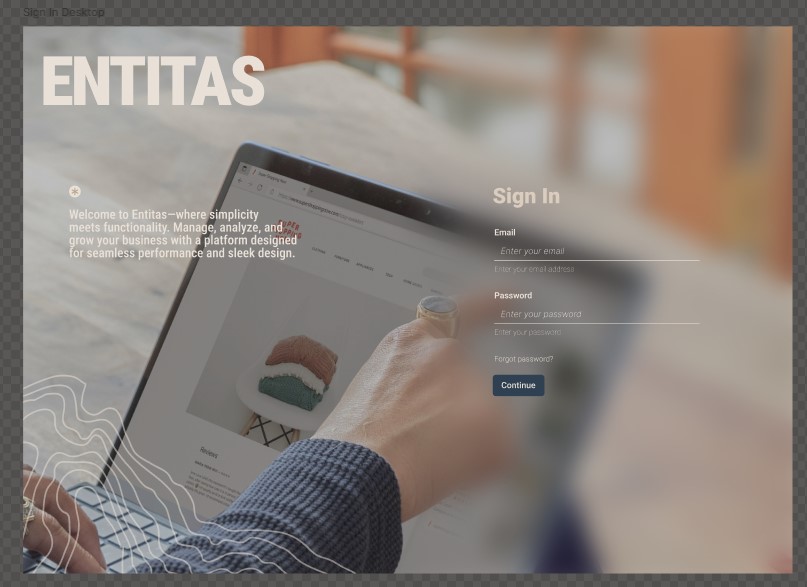 Sign In Desktop
ENTITAS
Welcome to Entitas—where simplicity
meets functionality. Manage, analyze, and
grow your business with a platform designed
for seamless performance and sleek design.
Sign In
Email
Enter your email
Enter your email address
Password
Enter your password
Enter your password
Forgot password?
Continue
SUPER
Reviews